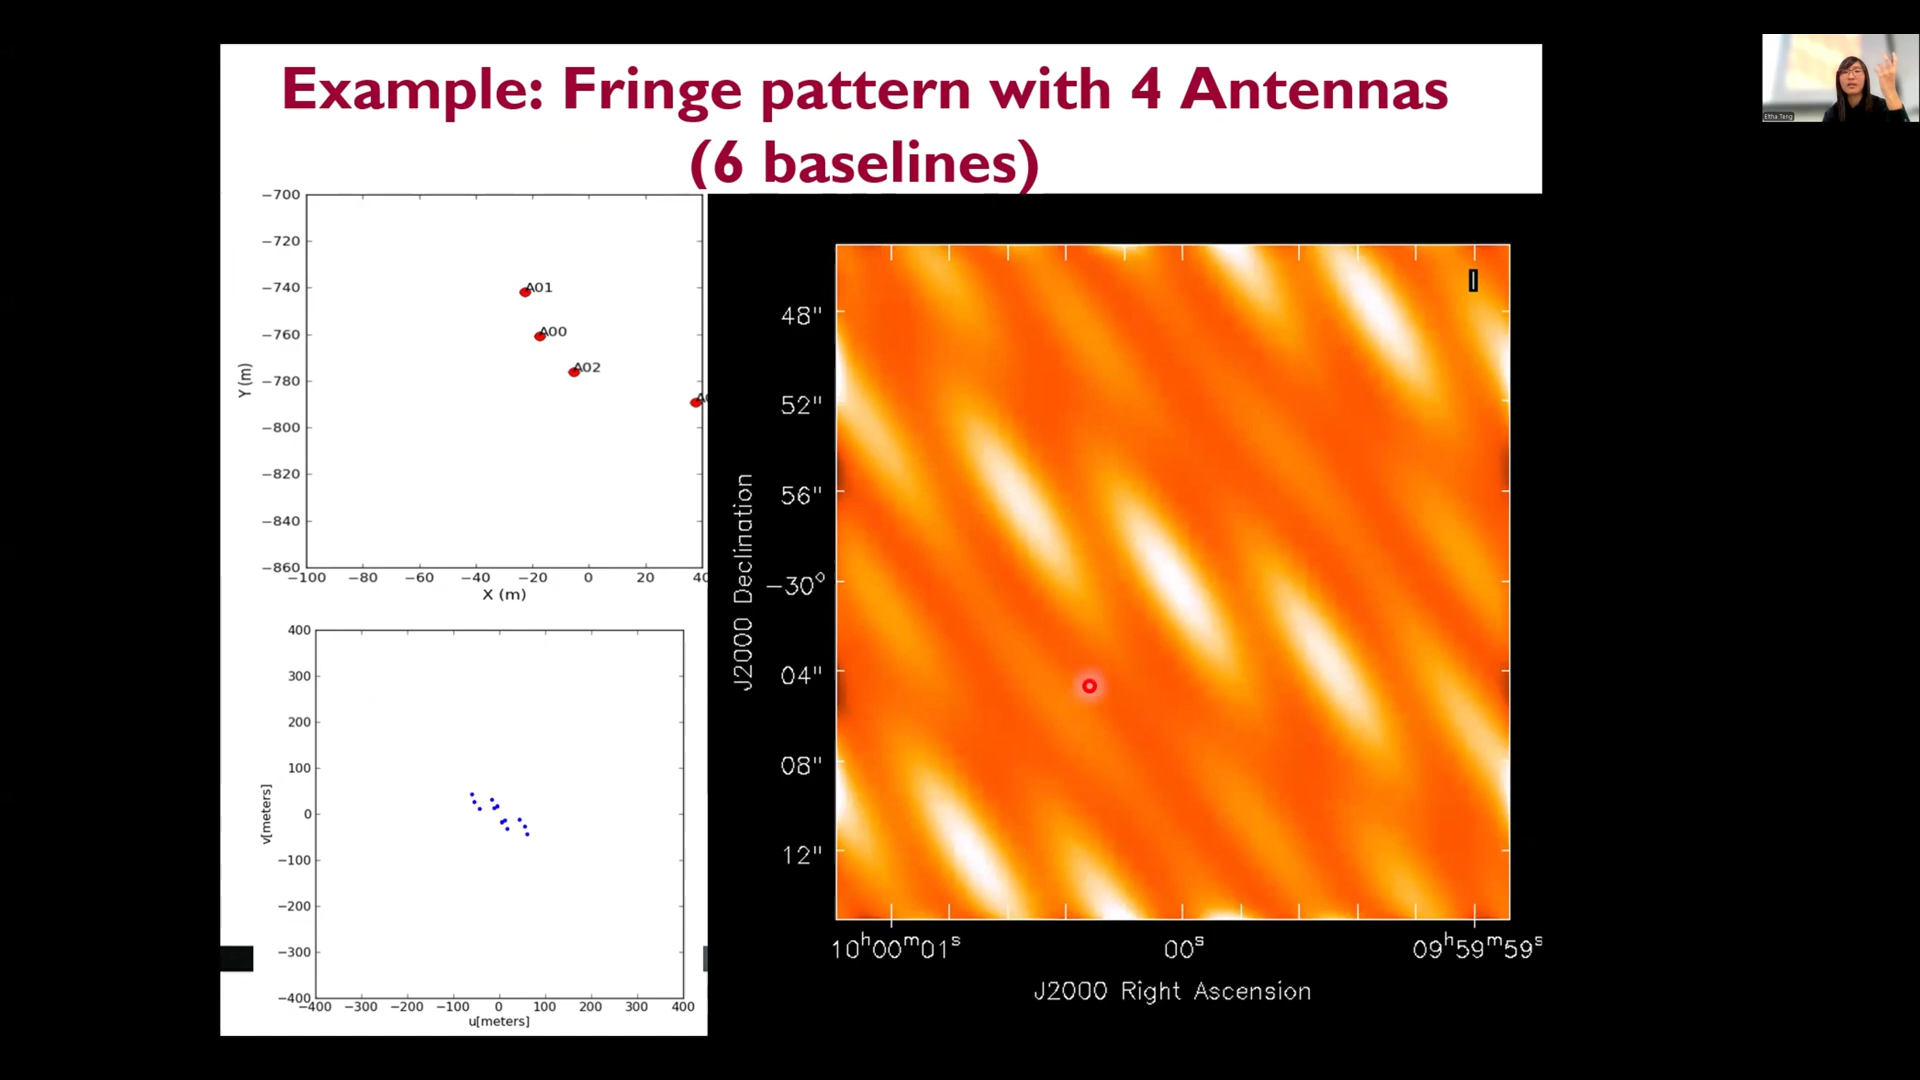 Example: Fringe pattern with 4 Antennas
(6 baselines)
Eltha Teng
−700
−720
−740
−760
−780
−800
−820
−840
−860
Y (m)
A01
A00
A02
−100 −80 −60 −40 −20 0 20 40
X (m)
400
300
200
100
0
−100
−200
−300
−400
v[meters]
−400 −300 −200 −100 0 100 200 300 400
u[meters]
I
48"
52"
56"
−30°
04"
08"
12"
J2000 Declination
10ʰ00ᵐ01ˢ 00ˢ 09ʰ59ᵐ59ˢ
J2000 Right Ascension